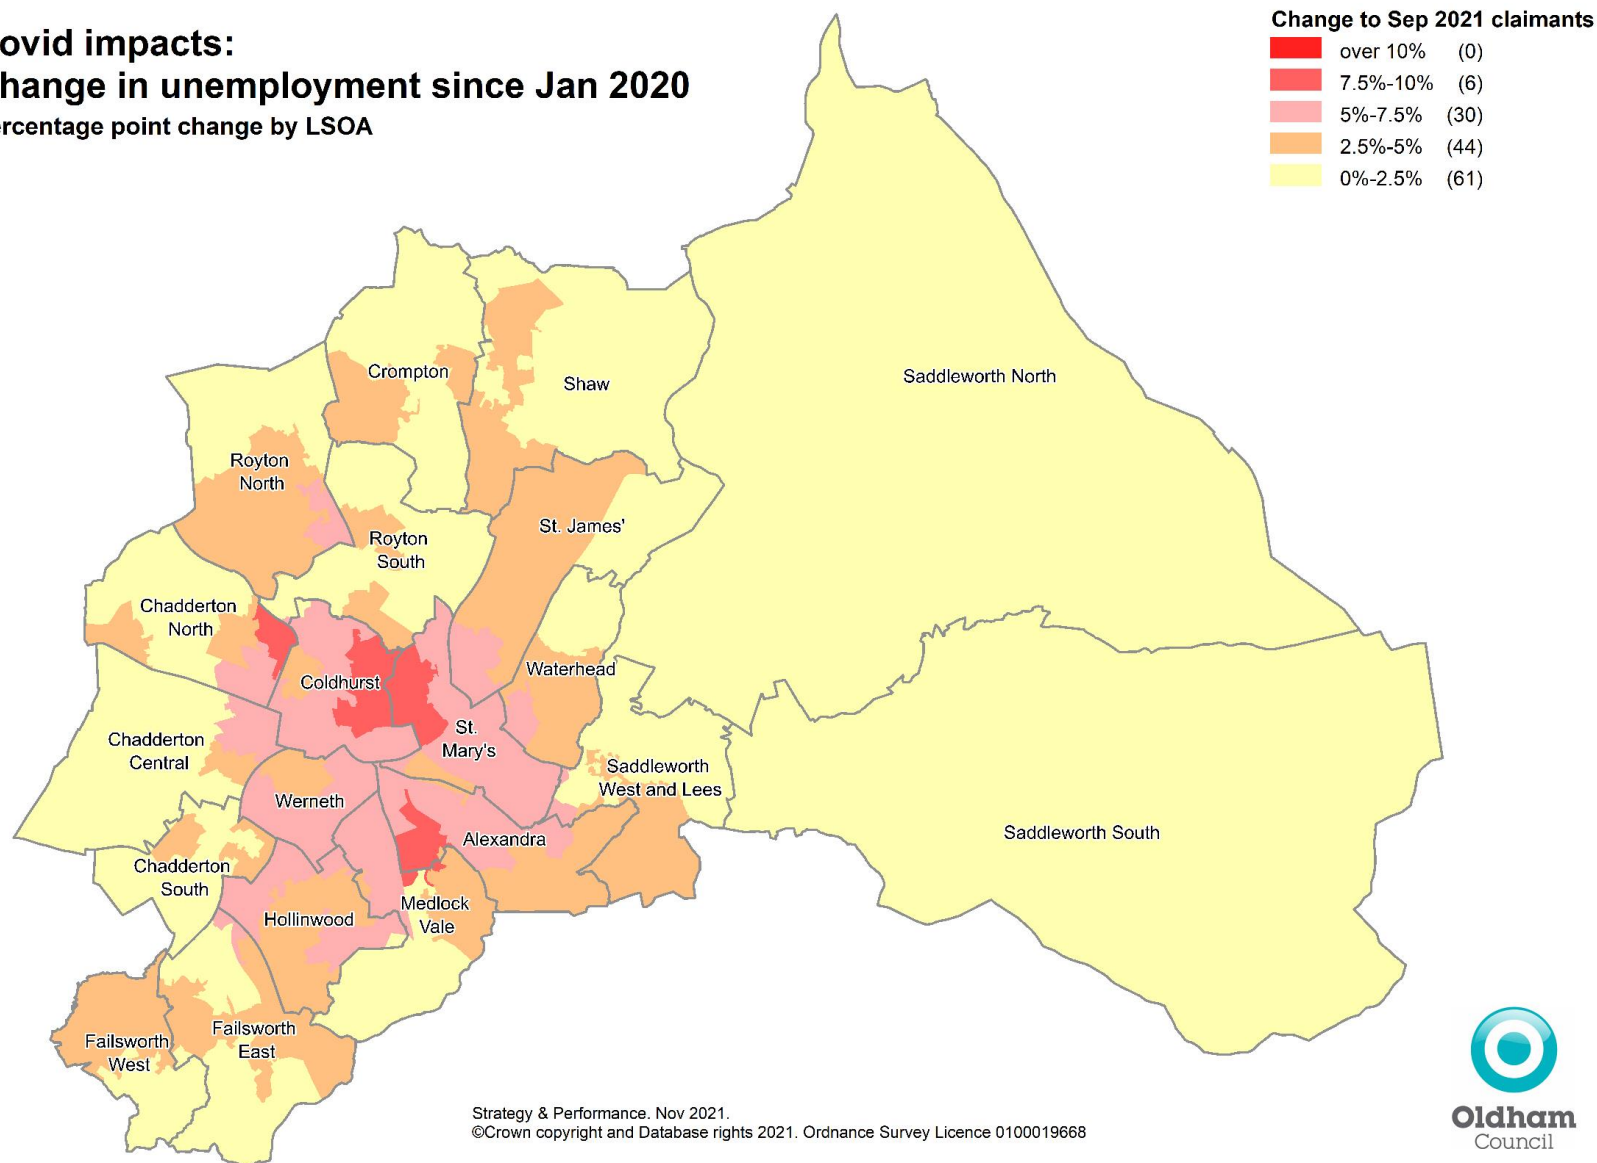 ovid impacts:
hange in unemployment since Jan 2020
ercentage point change by LSOA
Change to Sep 2021 claimants
over 10% (0)
7.5%-10% (6)
5%-7.5% (30)
2.5%-5% (44)
0%-2.5% (61)
Crompton
Shaw
Saddleworth North
Royton
North
St. James'
Royton
South
Chadderton
North
Waterhead
Coldhurst
St.
Mary's
Chadderton
Central
Saddleworth
West and Lees
Werneth
Alexandra
Saddleworth South
Chadderton
South
Medlock
Vale
Hollinwood
Failsworth
East
Failsworth
West
Strategy & Performance. Nov 2021.
©Crown copyright and Database rights 2021. Ordnance Survey Licence 0100019668
Oldham
Council